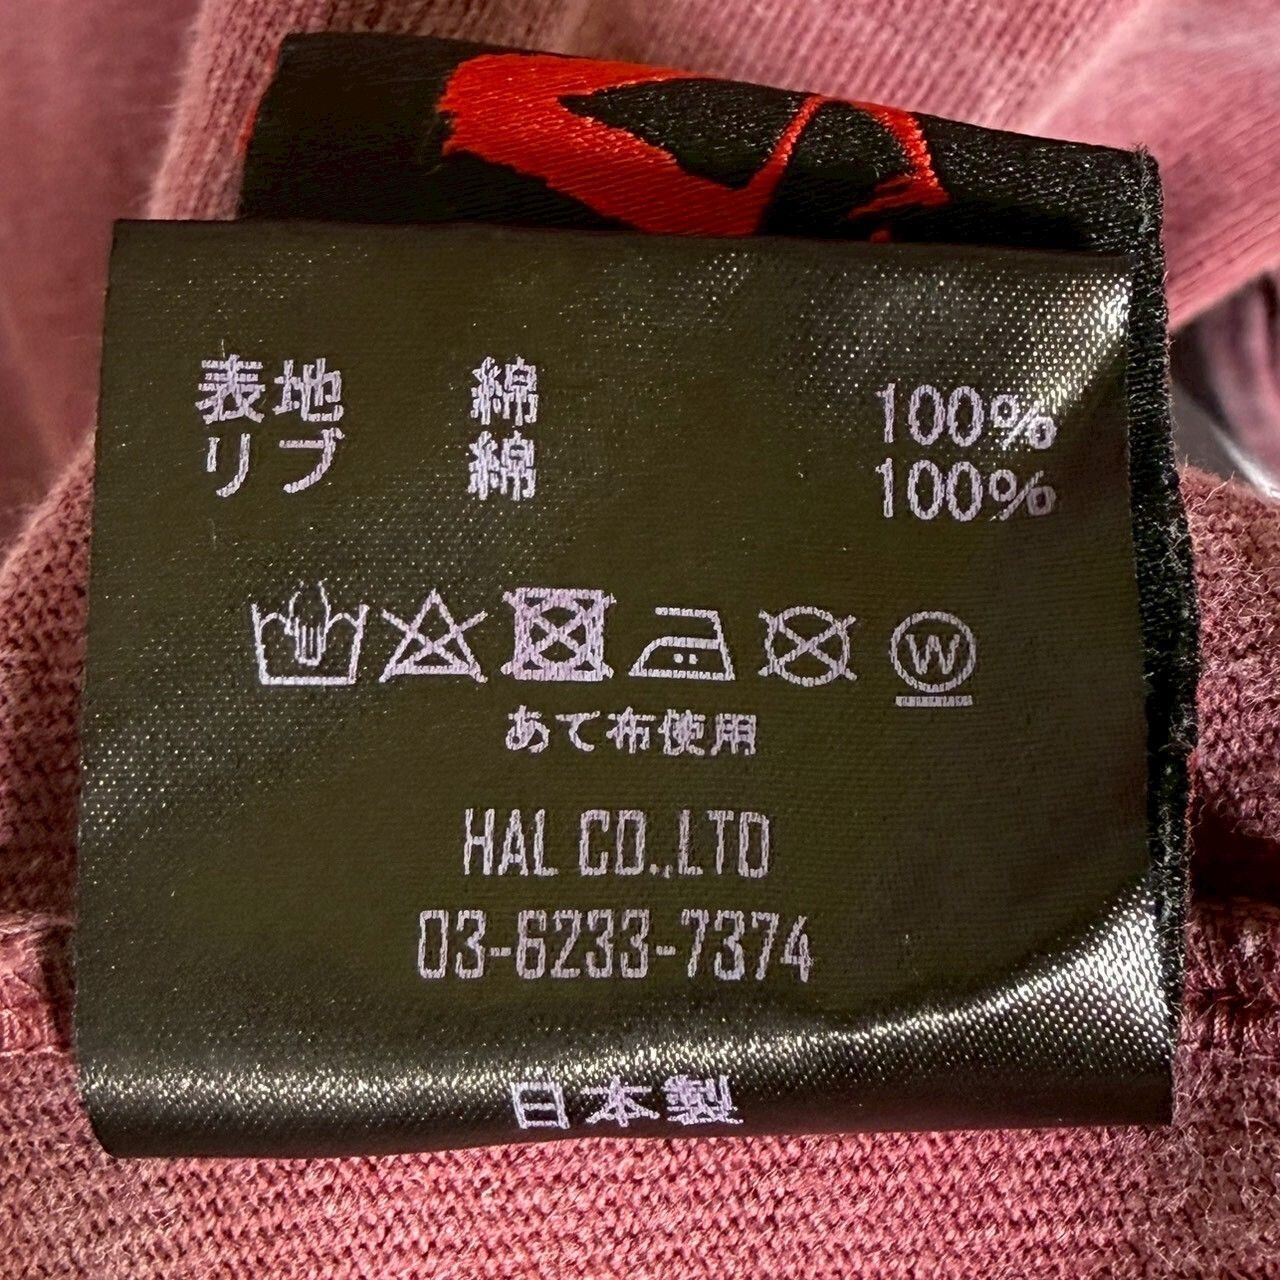 表地 綿 100%
リブ 綿 100%
W
あて布使用
HAL CO.,LTD
03-6233-7374
日本製